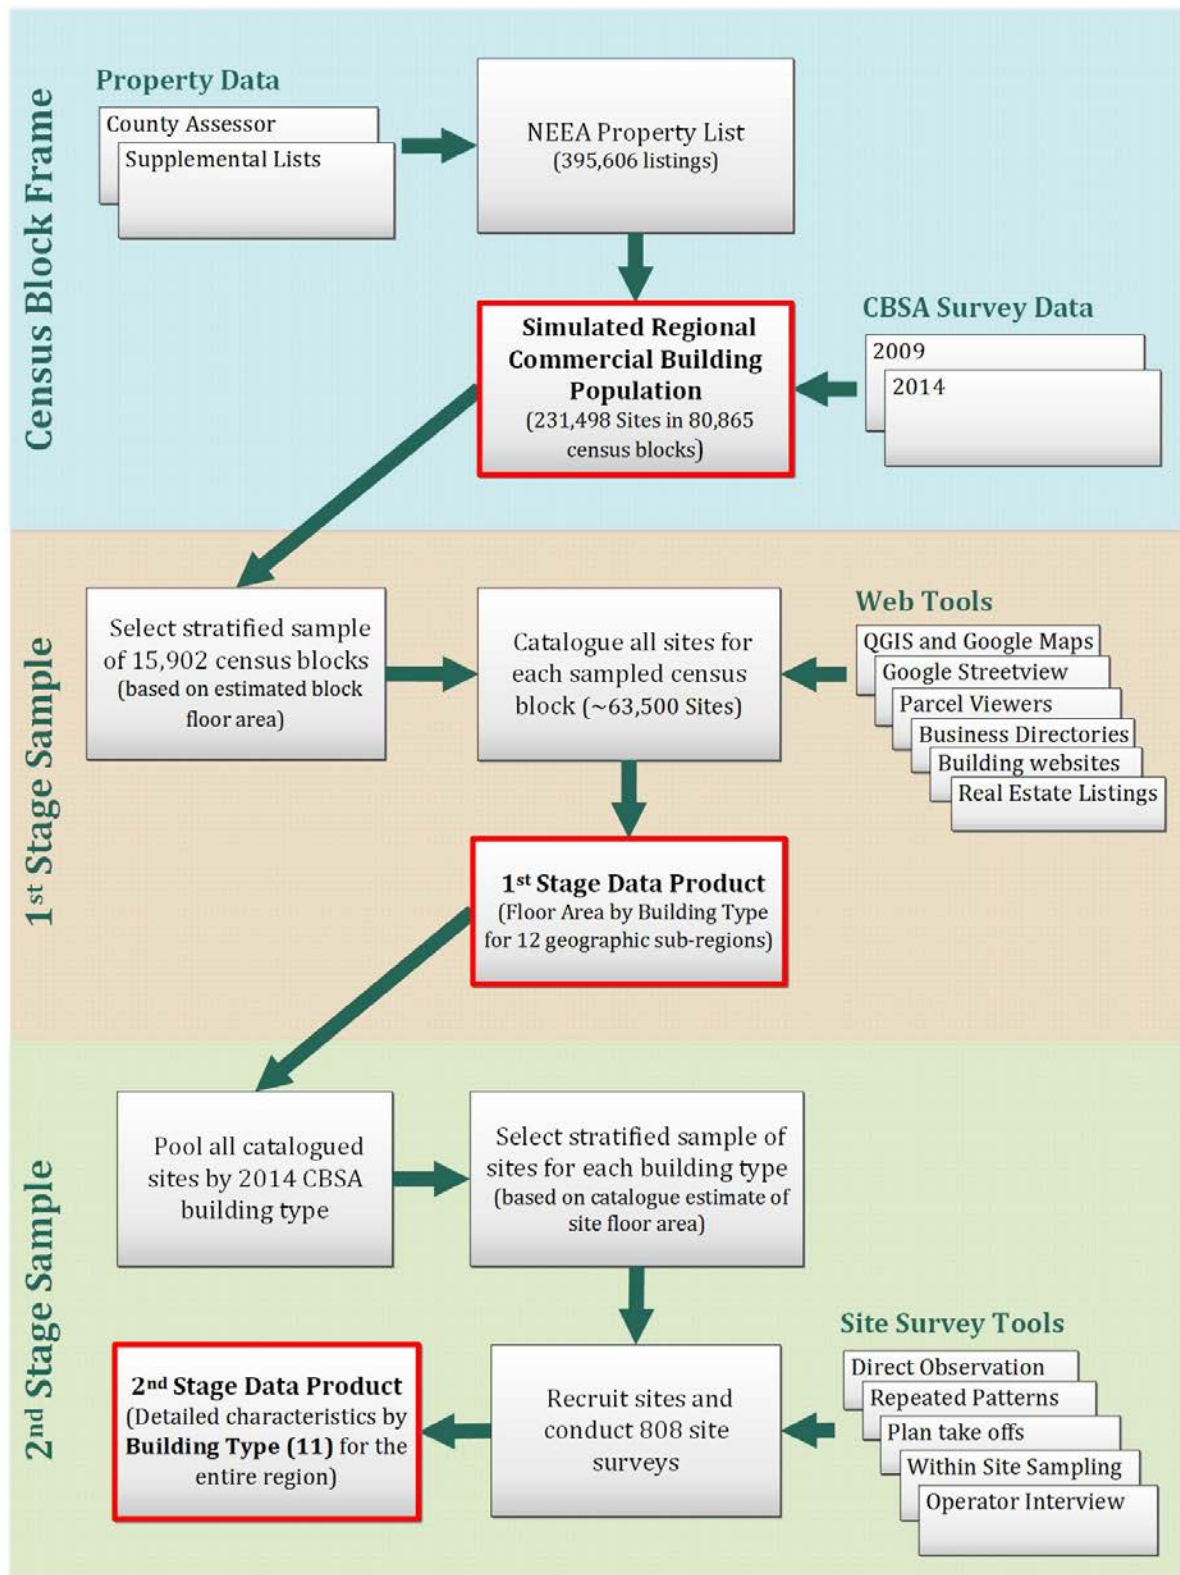 Census Block Frame
Property Data
County Assessor
Supplemental Lists
NEEA Property List
(395,606 listings)
Simulated Regional
Commercial Building
Population
(231,498 Sites in 80,865
census blocks)
CBSA Survey Data
2009
2014
1st Stage Sample
Select stratified sample
of 15,902 census blocks
(based on estimated block
floor area)
Catalogue all sites for
each sampled census
block (~63,500 Sites)
Web Tools
QGIS and Google Maps
Google Streetview
Parcel Viewers
Business Directories
Building websites
Real Estate Listings
1st Stage Data Product
(Floor Area by Building Type
for 12 geographic sub-regions)
2nd Stage Sample
Pool all catalogued
sites by 2014 CBSA
building type
Select stratified sample of
sites for each building type
(based on catalogue estimate of
site floor area)
Site Survey Tools
Direct Observation
Repeated Patterns
Plan take offs
Within Site Sampling
Operator Interview
Recruit sites and
conduct 808 site
surveys
2nd Stage Data Product
(Detailed characteristics by
Building Type (11) for the
entire region)